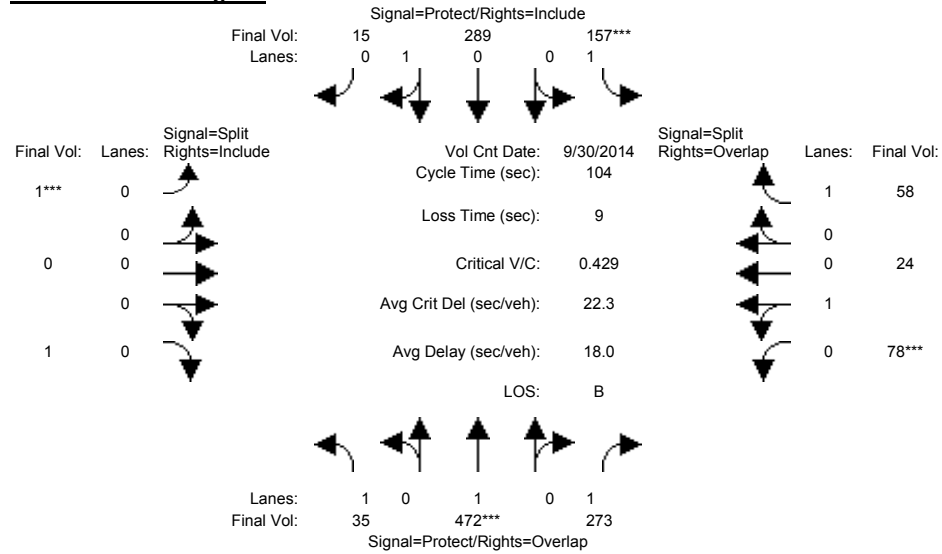 Signal=Protect/Rights=Include
Final Vol: 15 289 157***
Lanes: 0 1 0 0 1
Signal=Split Signal=Split
Final Vol: Lanes: Rights=Include Vol Cnt Date: 9/30/2014 Rights=Overlap Lanes: Final Vol:
Cycle Time (sec): 104
1*** 0 1 58
Loss Time (sec): 9
0 0
0 0 Critical V/C: 0.429 0 24
0 Avg Crit Del (sec/veh): 22.3 1
1 0 Avg Delay (sec/veh): 18.0 0 78***
LOS: B
Lanes: 1 0 1 0 1
Final Vol: 35 472*** 273
Signal=Protect/Rights=Overlap